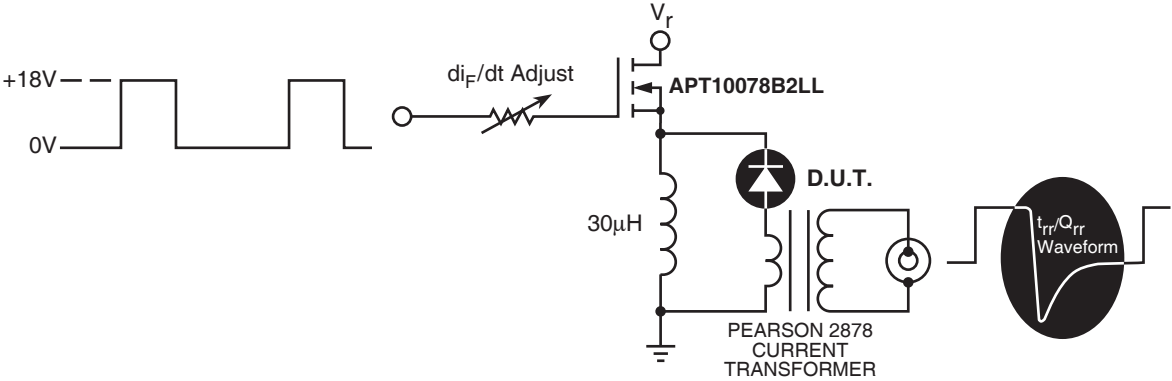 V_r
+18V
di_F/dt Adjust
APT10078B2LL
0V
D.U.T.
30μH
t_rr/Q_rr
Waveform
PEARSON 2878
CURRENT
TRANSFORMER